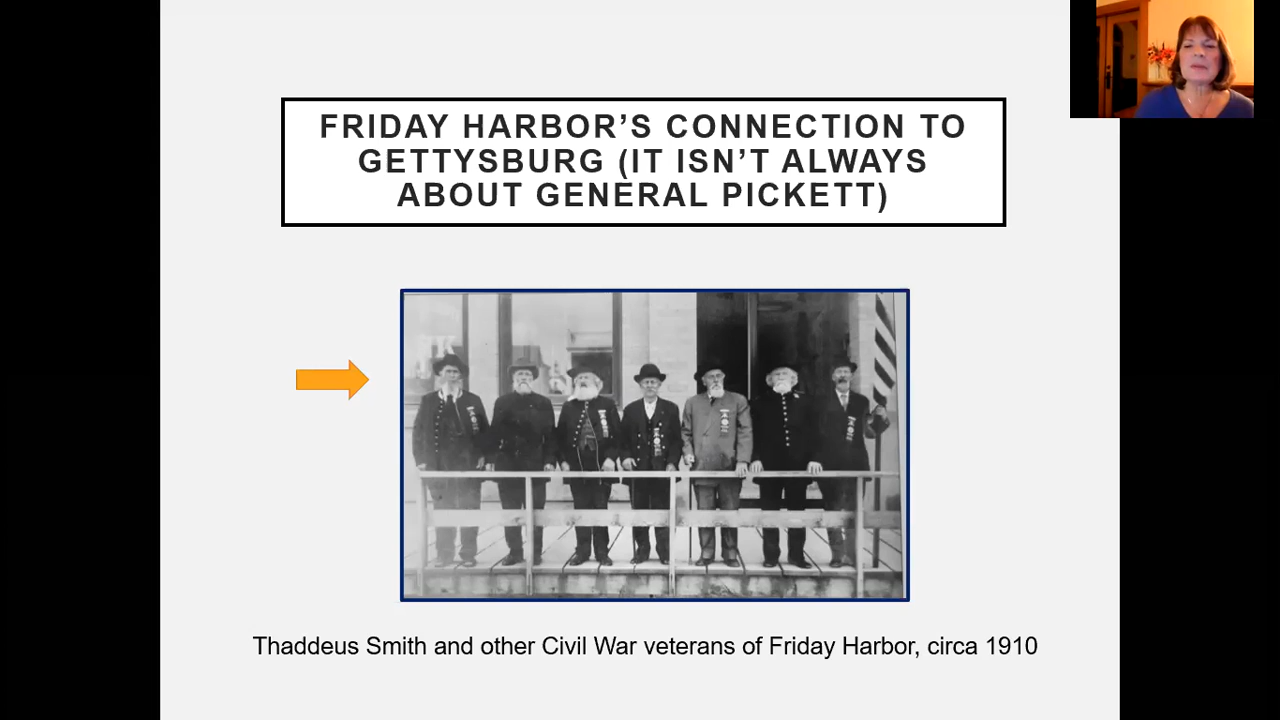 FRIDAY HARBOR’S CONNECTION TO
GETTYSBURG (IT ISN’T ALWAYS
ABOUT GENERAL PICKETT)
Thaddeus Smith and other Civil War veterans of Friday Harbor, circa 1910